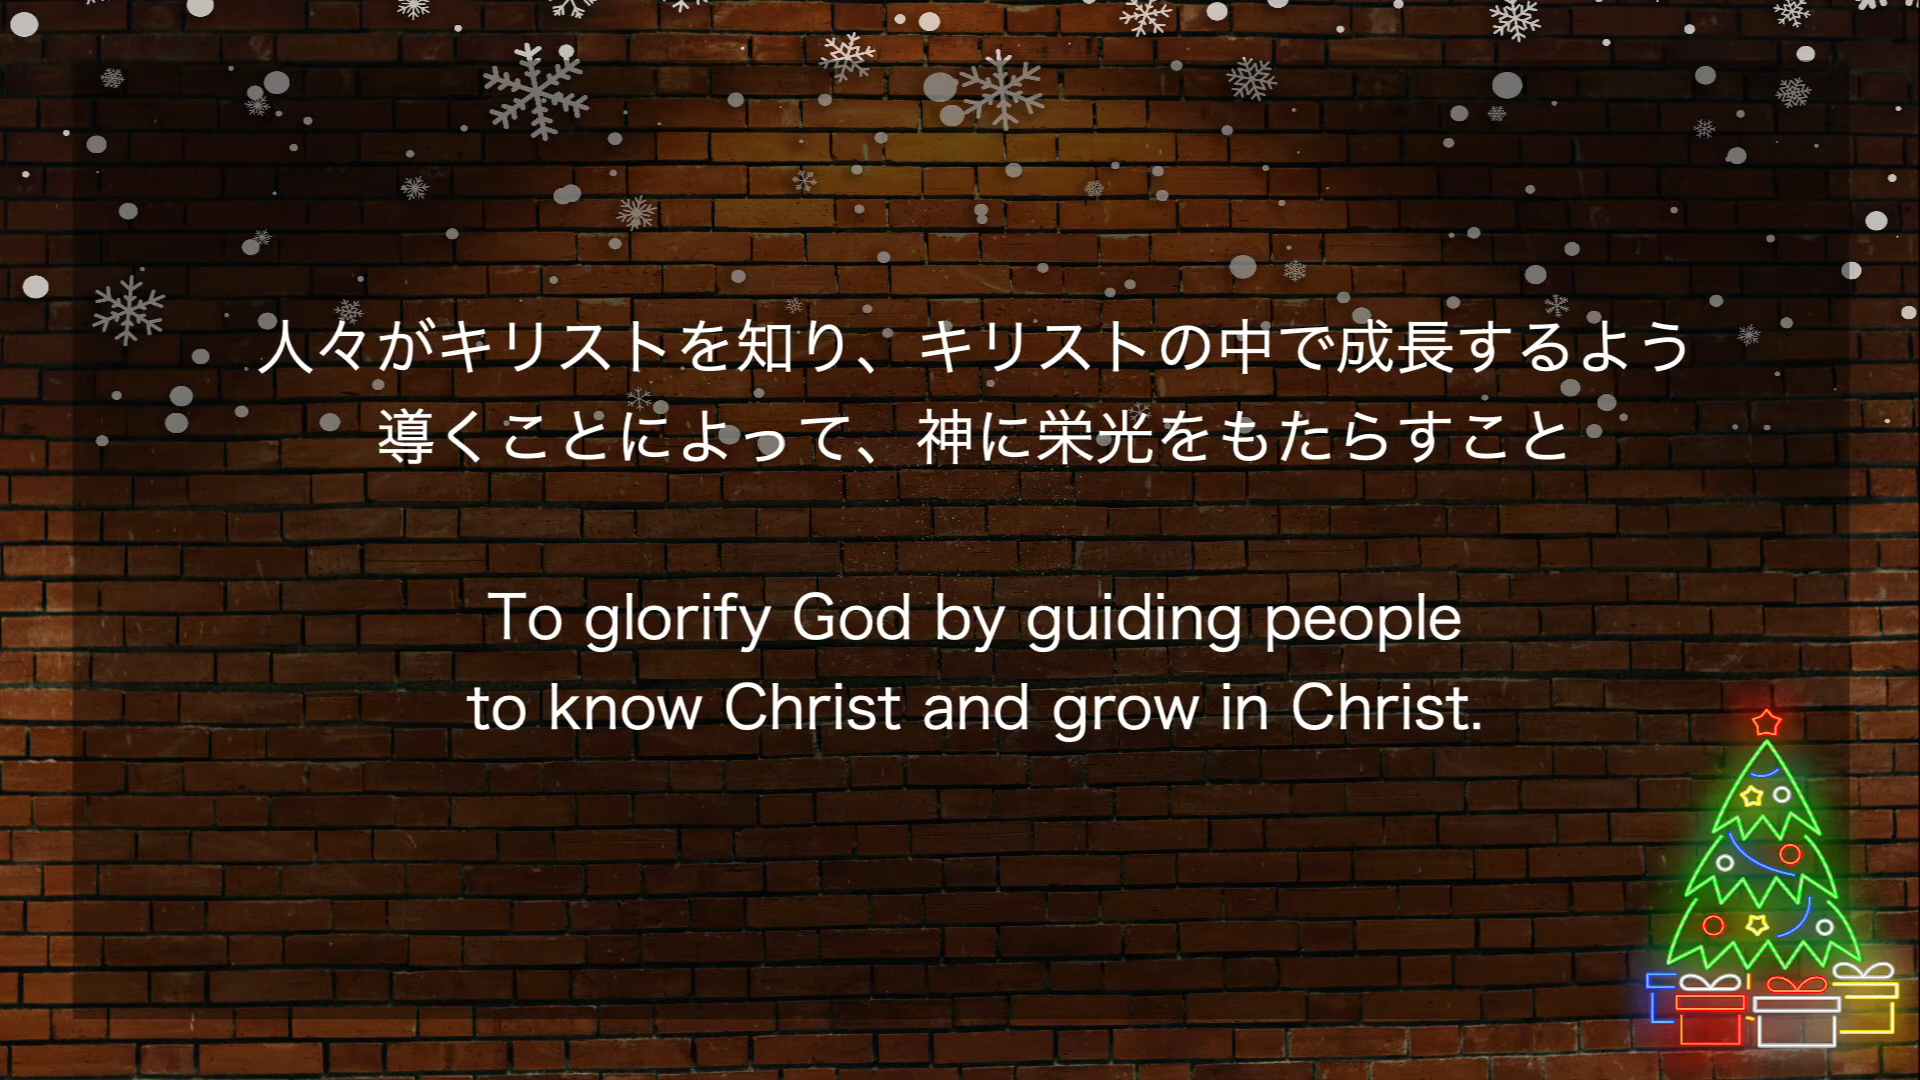 人々がキリストを知り、キリストの中で成長するよう
導くことによって、神に栄光をもたらすこと
To glorify God by guiding people
to know Christ and grow in Christ.